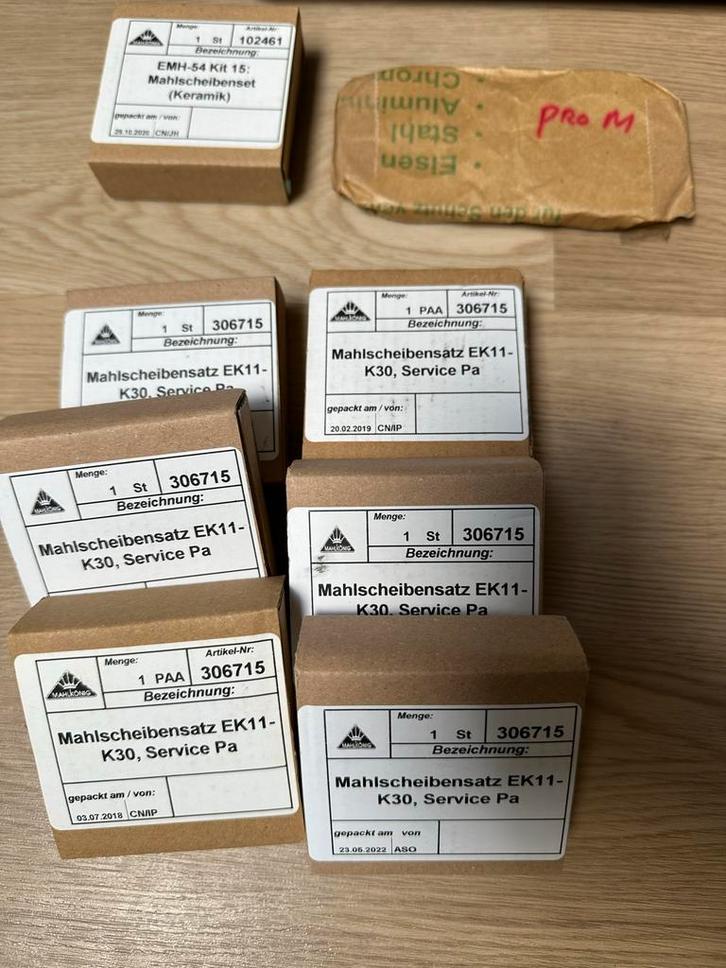 Menge:
Artikel-Nr:
1 St
102461
Bezeichnung:
EMH-54 Kit 15:
Mahlscheibenset
(Keramik)
gepackt am / von:
29.10.2020 CN/JH
PRO M
Chrom
Aluminium
Stahl
Eisen
für den Schutz von
Menge:
1 St
306715
Bezeichnung:
Mahlscheibensatz EK11-
K30, Service Pa
MAHLKÖNIG
Menge:
Artikel-Nr:
1 PAA
306715
Bezeichnung:
Mahlscheibensatz EK11-
K30, Service Pa
gepackt am / von:
20.02.2019 CN/IP
MAHLKÖNIG
Menge:
1 St
306715
Bezeichnung:
Mahlscheibensatz EK11-
K30, Service Pa
MAHLKÖNIG
Menge:
1 St
306715
Bezeichnung:
Mahlscheibensatz EK11-
K30, Service Pa
MAHLKÖNIG
Menge:
Artikel-Nr:
1 PAA
306715
Bezeichnung:
Mahlscheibensatz EK11-
K30, Service Pa
gepackt am / von:
03.07.2018 CN/IP
MAHLKÖNIG
Menge:
1 St
306715
Bezeichnung:
Mahlscheibensatz EK11-
K30, Service Pa
gepackt am von
23.05.2022 ASO